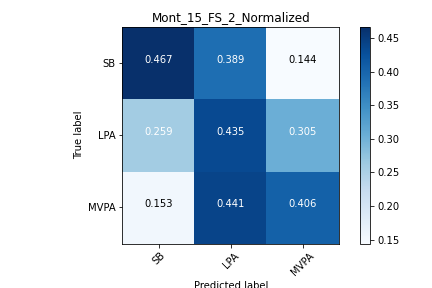 Mont_15_FS_2_Normalized
True label
SB 0.467 0.389 0.144
LPA 0.259 0.435 0.305
MVPA 0.153 0.441 0.406
SB LPA MVPA
Predicted label
0.45
0.40
0.35
0.30
0.25
0.20
0.15